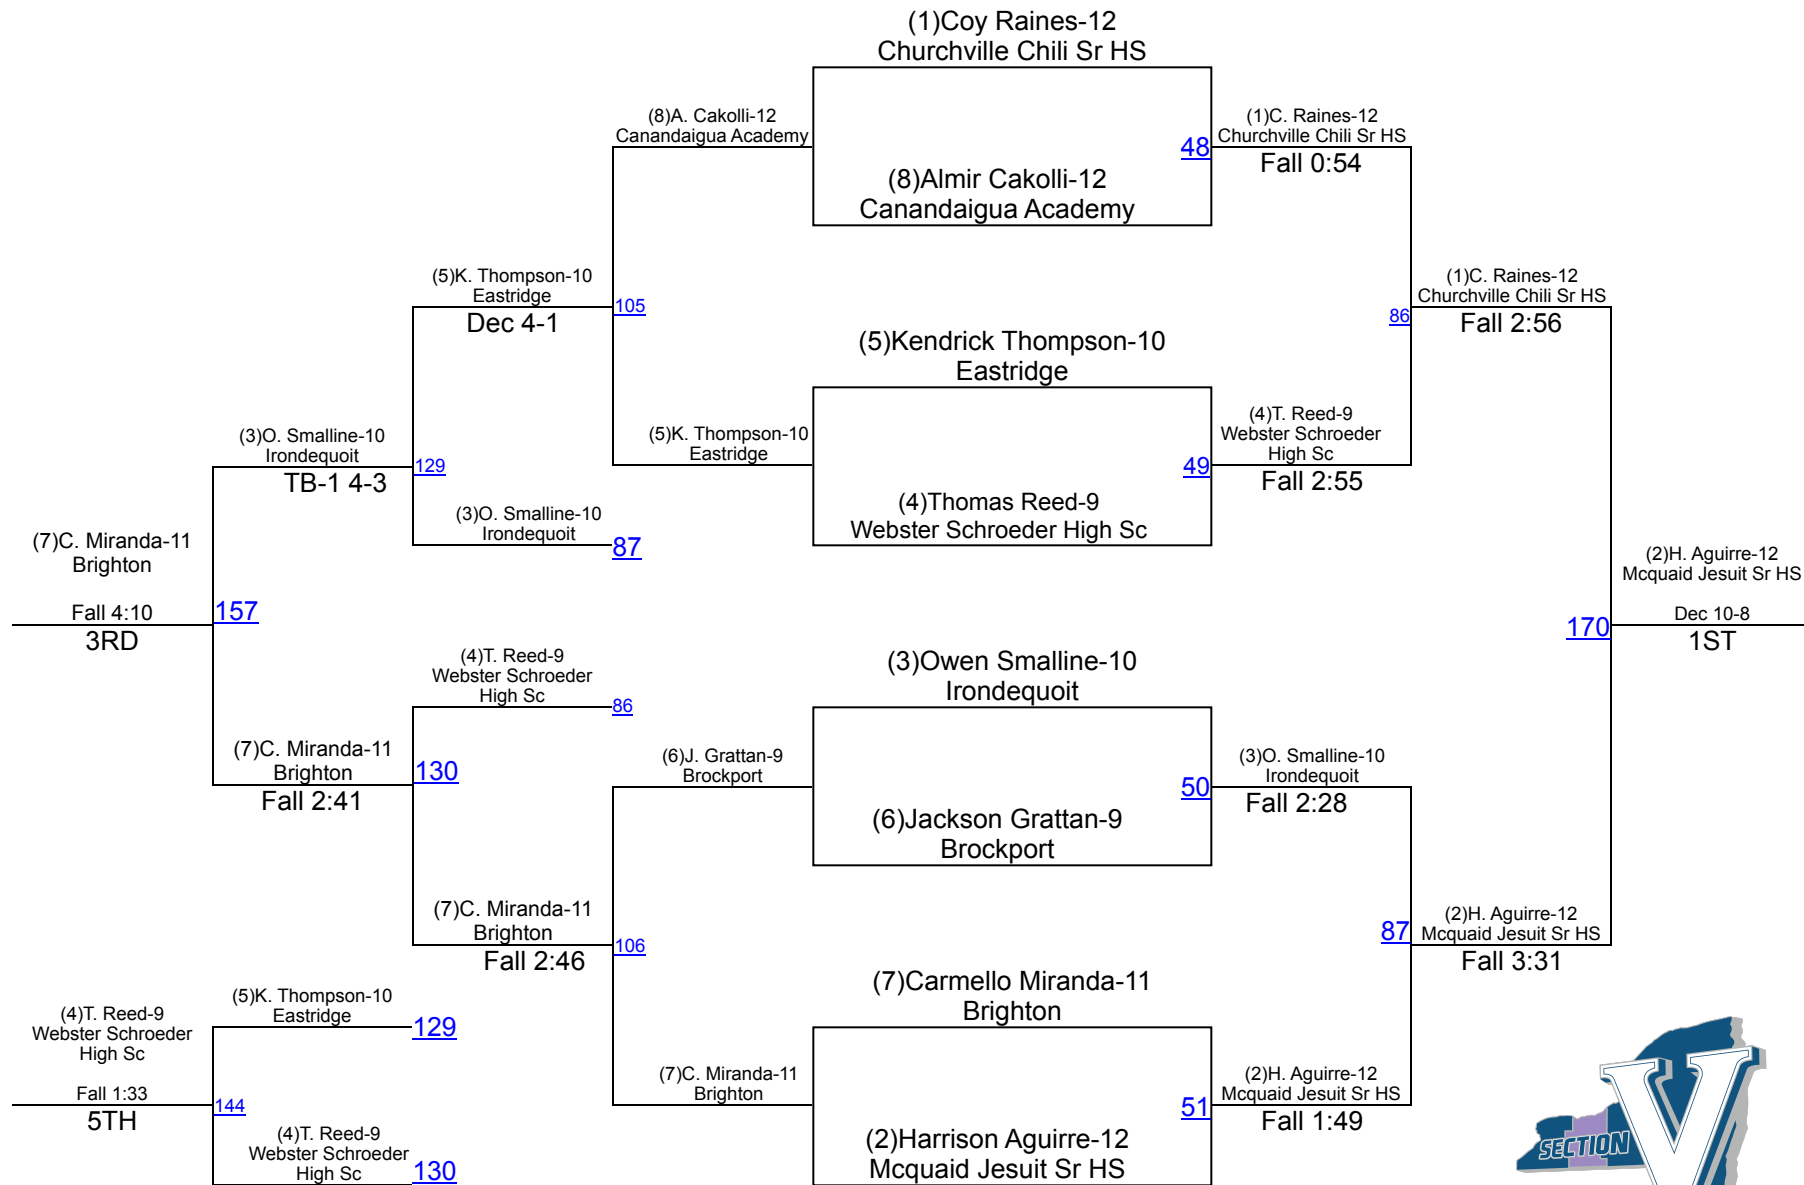 (1)Coy Raines-12
Churchville Chili Sr HS
(8)A. Cakolli-12
Canandaigua Academy
48
(1)C. Raines-12
Churchville Chili Sr HS
Fall 0:54
(8)Almir Cakolli-12
Canandaigua Academy
(5)K. Thompson-10
Eastridge
Dec 4-1
105
86
(1)C. Raines-12
Churchville Chili Sr HS
Fall 2:56
(5)Kendrick Thompson-10
Eastridge
(3)O. Smalline-10
Irondequoit
TB-1 4-3
129
(5)K. Thompson-10
Eastridge
49
(4)T. Reed-9
Webster Schroeder
High Sc
Fall 2:55
(4)Thomas Reed-9
Webster Schroeder High Sc
(3)O. Smalline-10
Irondequoit
87
(7)C. Miranda-11
Brighton
Fall 4:10
3RD
157
170
(2)H. Aguirre-12
Mcquaid Jesuit Sr HS
Dec 10-8
1ST
(4)T. Reed-9
Webster Schroeder
High Sc
86
(3)Owen Smalline-10
Irondequoit
(7)C. Miranda-11
Brighton
Fall 2:41
130
(6)J. Grattan-9
Brockport
50
(3)O. Smalline-10
Irondequoit
Fall 2:28
(6)Jackson Grattan-9
Brockport
(7)C. Miranda-11
Brighton
Fall 2:46
106
87
(2)H. Aguirre-12
Mcquaid Jesuit Sr HS
Fall 3:31
(7)Carmello Miranda-11
Brighton
(4)T. Reed-9
Webster Schroeder
High Sc
Fall 1:33
5TH
(5)K. Thompson-10
Eastridge
129
144
(4)T. Reed-9
Webster Schroeder
High Sc
130
(7)C. Miranda-11
Brighton
51
(2)H. Aguirre-12
Mcquaid Jesuit Sr HS
Fall 1:49
(2)Harrison Aguirre-12
Mcquaid Jesuit Sr HS
SECTION V